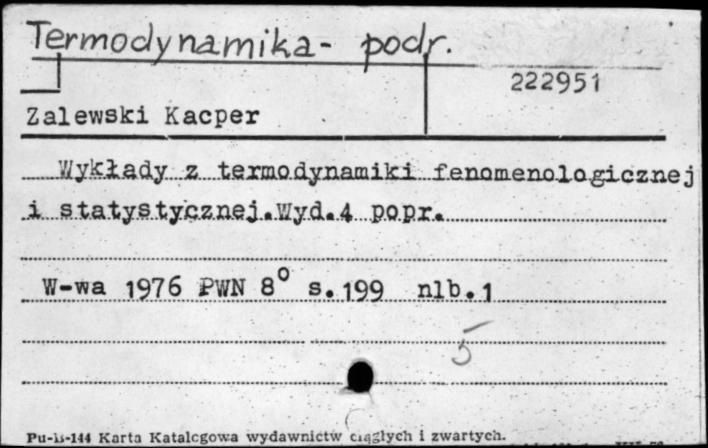 Termodynamika - podr.
222951
Zalewski Kacper
Wykłady z termodynamiki fenomenologicznej
i statystycznej.Wyd.4 popr.
W-wa 1976 PWN 8° s.199 nlb.1
5
Pu-B-144 Karta Katalogowa wydawnictw ciągłych i zwartych.